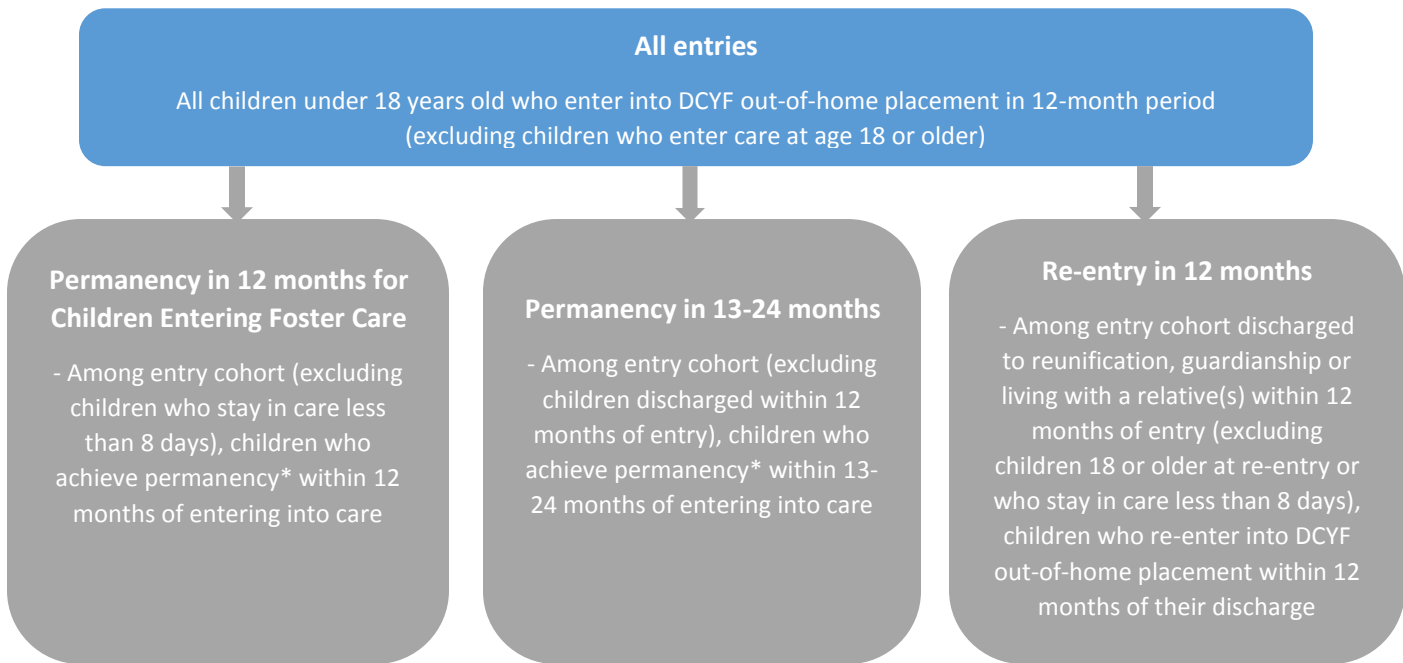 All entries
All children under 18 years old who enter into DCYF out-of-home placement in 12-month period
(excluding children who enter care at age 18 or older)
Permanency in 12 months for
Children Entering Foster Care
- Among entry cohort (excluding
children who stay in care less
than 8 days), children who
achieve permanency* within 12
months of entering into care
Permanency in 13-24 months
- Among entry cohort (excluding
children discharged within 12
months of entry), children who
achieve permanency* within 13-
24 months of entering into care
Re-entry in 12 months
- Among entry cohort discharged
to reunification, guardianship or
living with a relative(s) within 12
months of entry (excluding
children 18 or older at re-entry or
who stay in care less than 8 days),
children who re-enter into DCYF
out-of-home placement within 12
months of their discharge